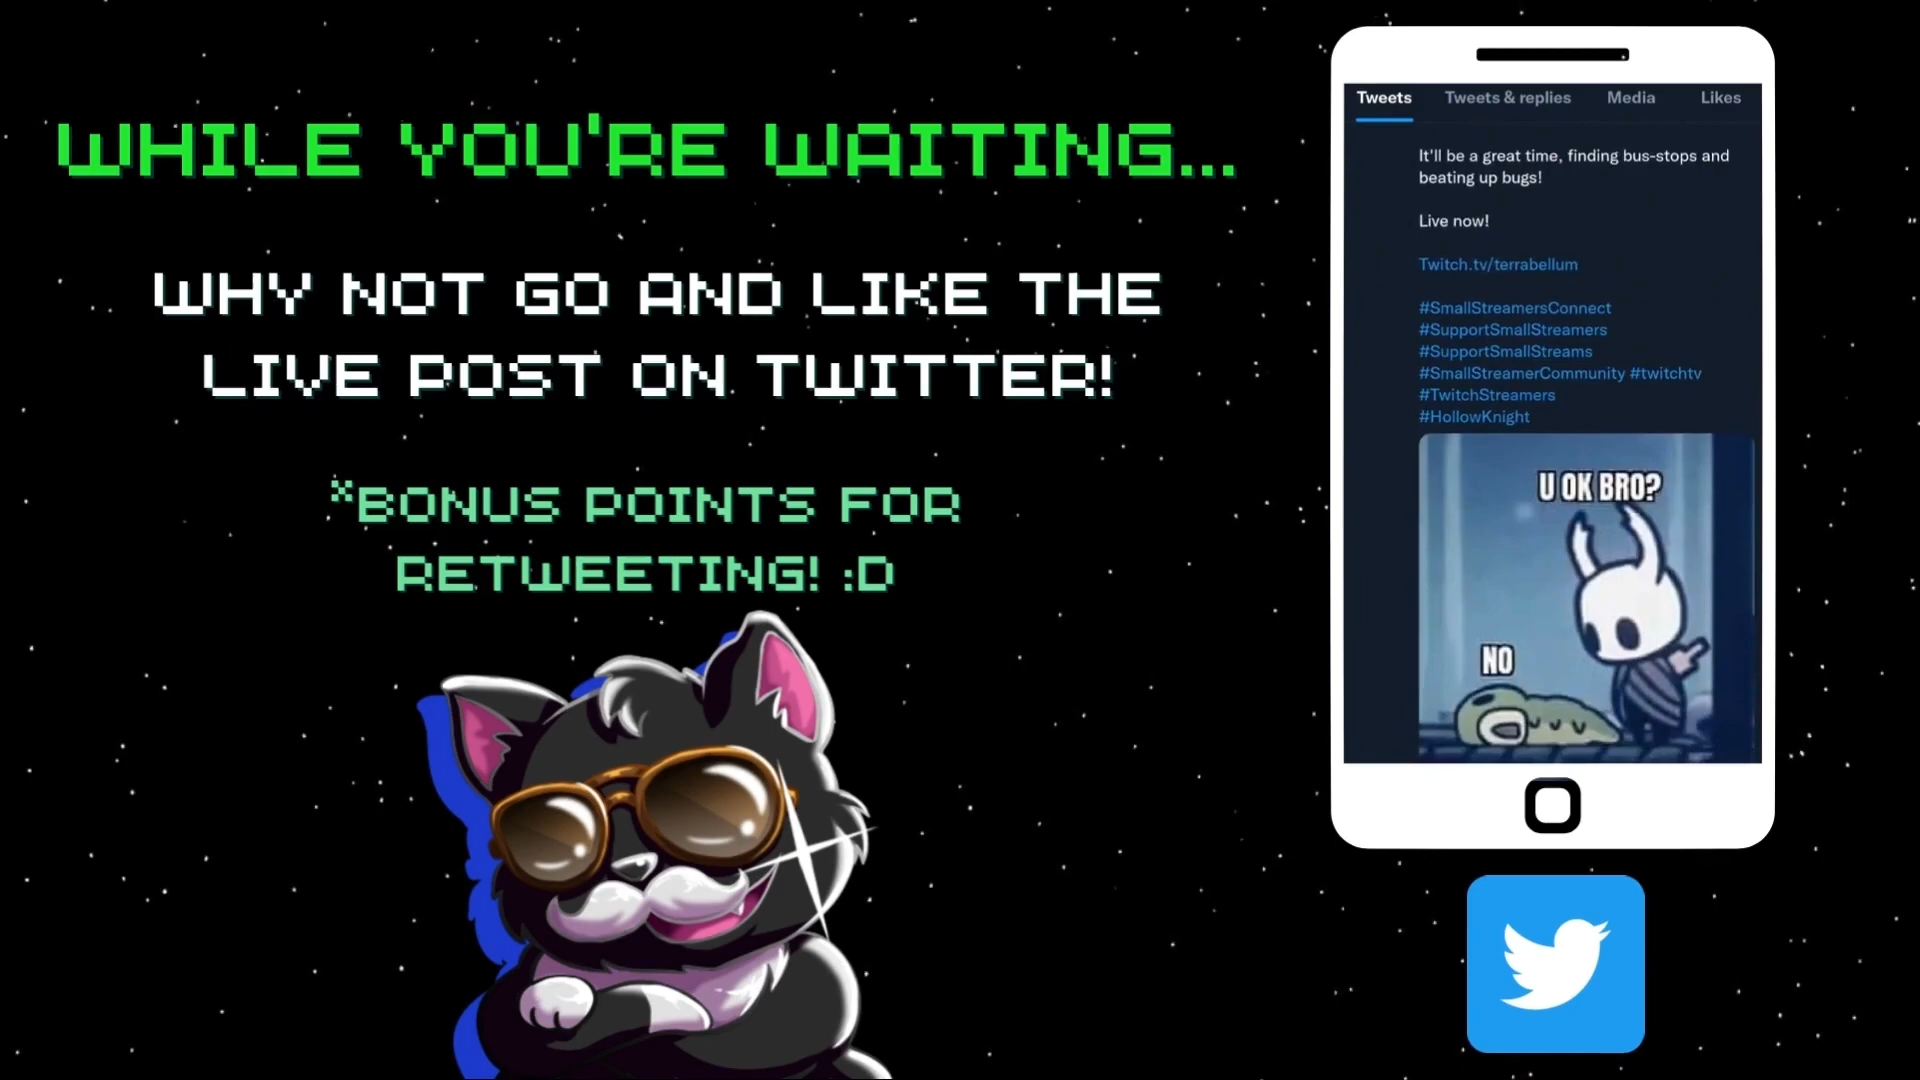 WHILE YOU'RE WAITING...
WHY NOT GO AND LIKE THE
LIVE POST ON TWITTER!
*BONUS POINTS FOR
RETWEETING! :D
Tweets Tweets & replies Media Likes
It'll be a great time, finding bus-stops and
beating up bugs!
Live now!
Twitch.tv/terrabellum
#SmallStreamersConnect
#SupportSmallStreamers
#SupportSmallStreams
#SmallStreamerCommunity #twitchtv
#TwitchStreamers
#HollowKnight
U OK BRO?
NO